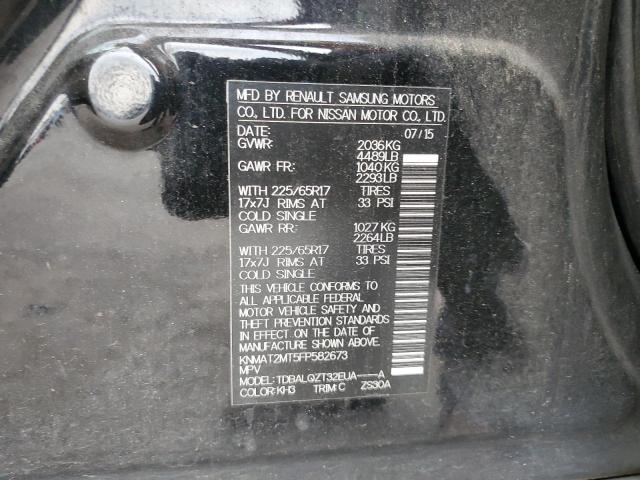 MFD BY RENAULT SAMSUNG MOTORS
CO., LTD. FOR NISSAN MOTOR CO., LTD.
DATE: 07/15
GVWR: 2036KG
4489LB
GAWR FR: 1040KG
2293LB
WITH 225/65R17 TIRES
17x7J RIMS AT 33 PSI
COLD SINGLE
GAWR RR: 1027KG
2264LB
WITH 225/65R17 TIRES
17x7J RIMS AT 33 PSI
COLD SINGLE
THIS VEHICLE CONFORMS TO
ALL APPLICABLE FEDERAL
MOTOR VEHICLE SAFETY AND
THEFT PREVENTION STANDARDS
IN EFFECT ON THE DATE OF
MANUFACTURE SHOWN ABOVE.
KNMAT2MT5FP582673
MPV
MODEL: TDBALQZT32EUA----A
COLOR: KH3 TRIM: C ZS30A